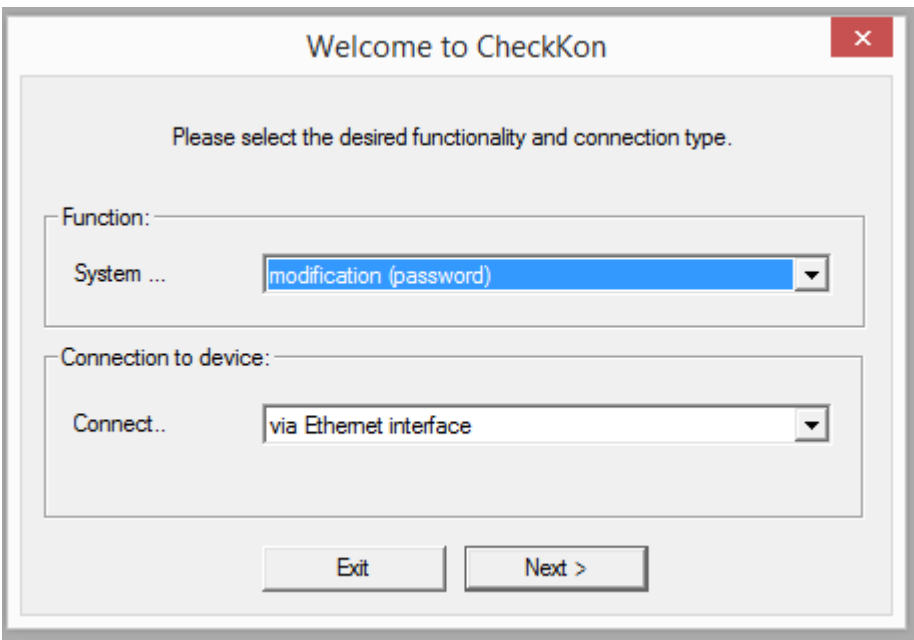 Welcome to CheckKon
Please select the desired functionality and connection type.
Function:
System ...
modification (password)
Connection to device:
Connect..
via Ethernet interface
Exit
Next >